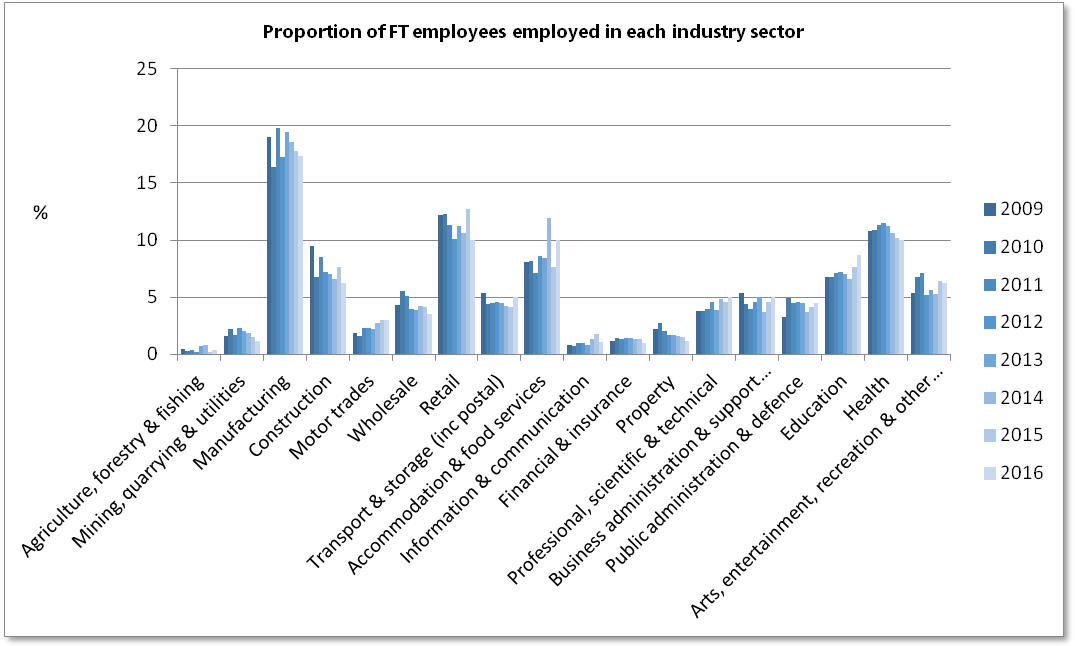 Proportion of FT employees employed in each industry sector
25
20
15
10
5
0
%
Agriculture, forestry & fishing
Mining, quarrying & utilities
Manufacturing
Construction
Motor trades
Wholesale
Retail
Transport & storage (inc postal)
Accommodation & food services
Information & communication
Financial & insurance
Property
Professional, scientific & technical
Business administration & support...
Public administration & defence
Education
Health
Arts, entertainment, recreation & other...
2009
2010
2011
2012
2013
2014
2015
2016